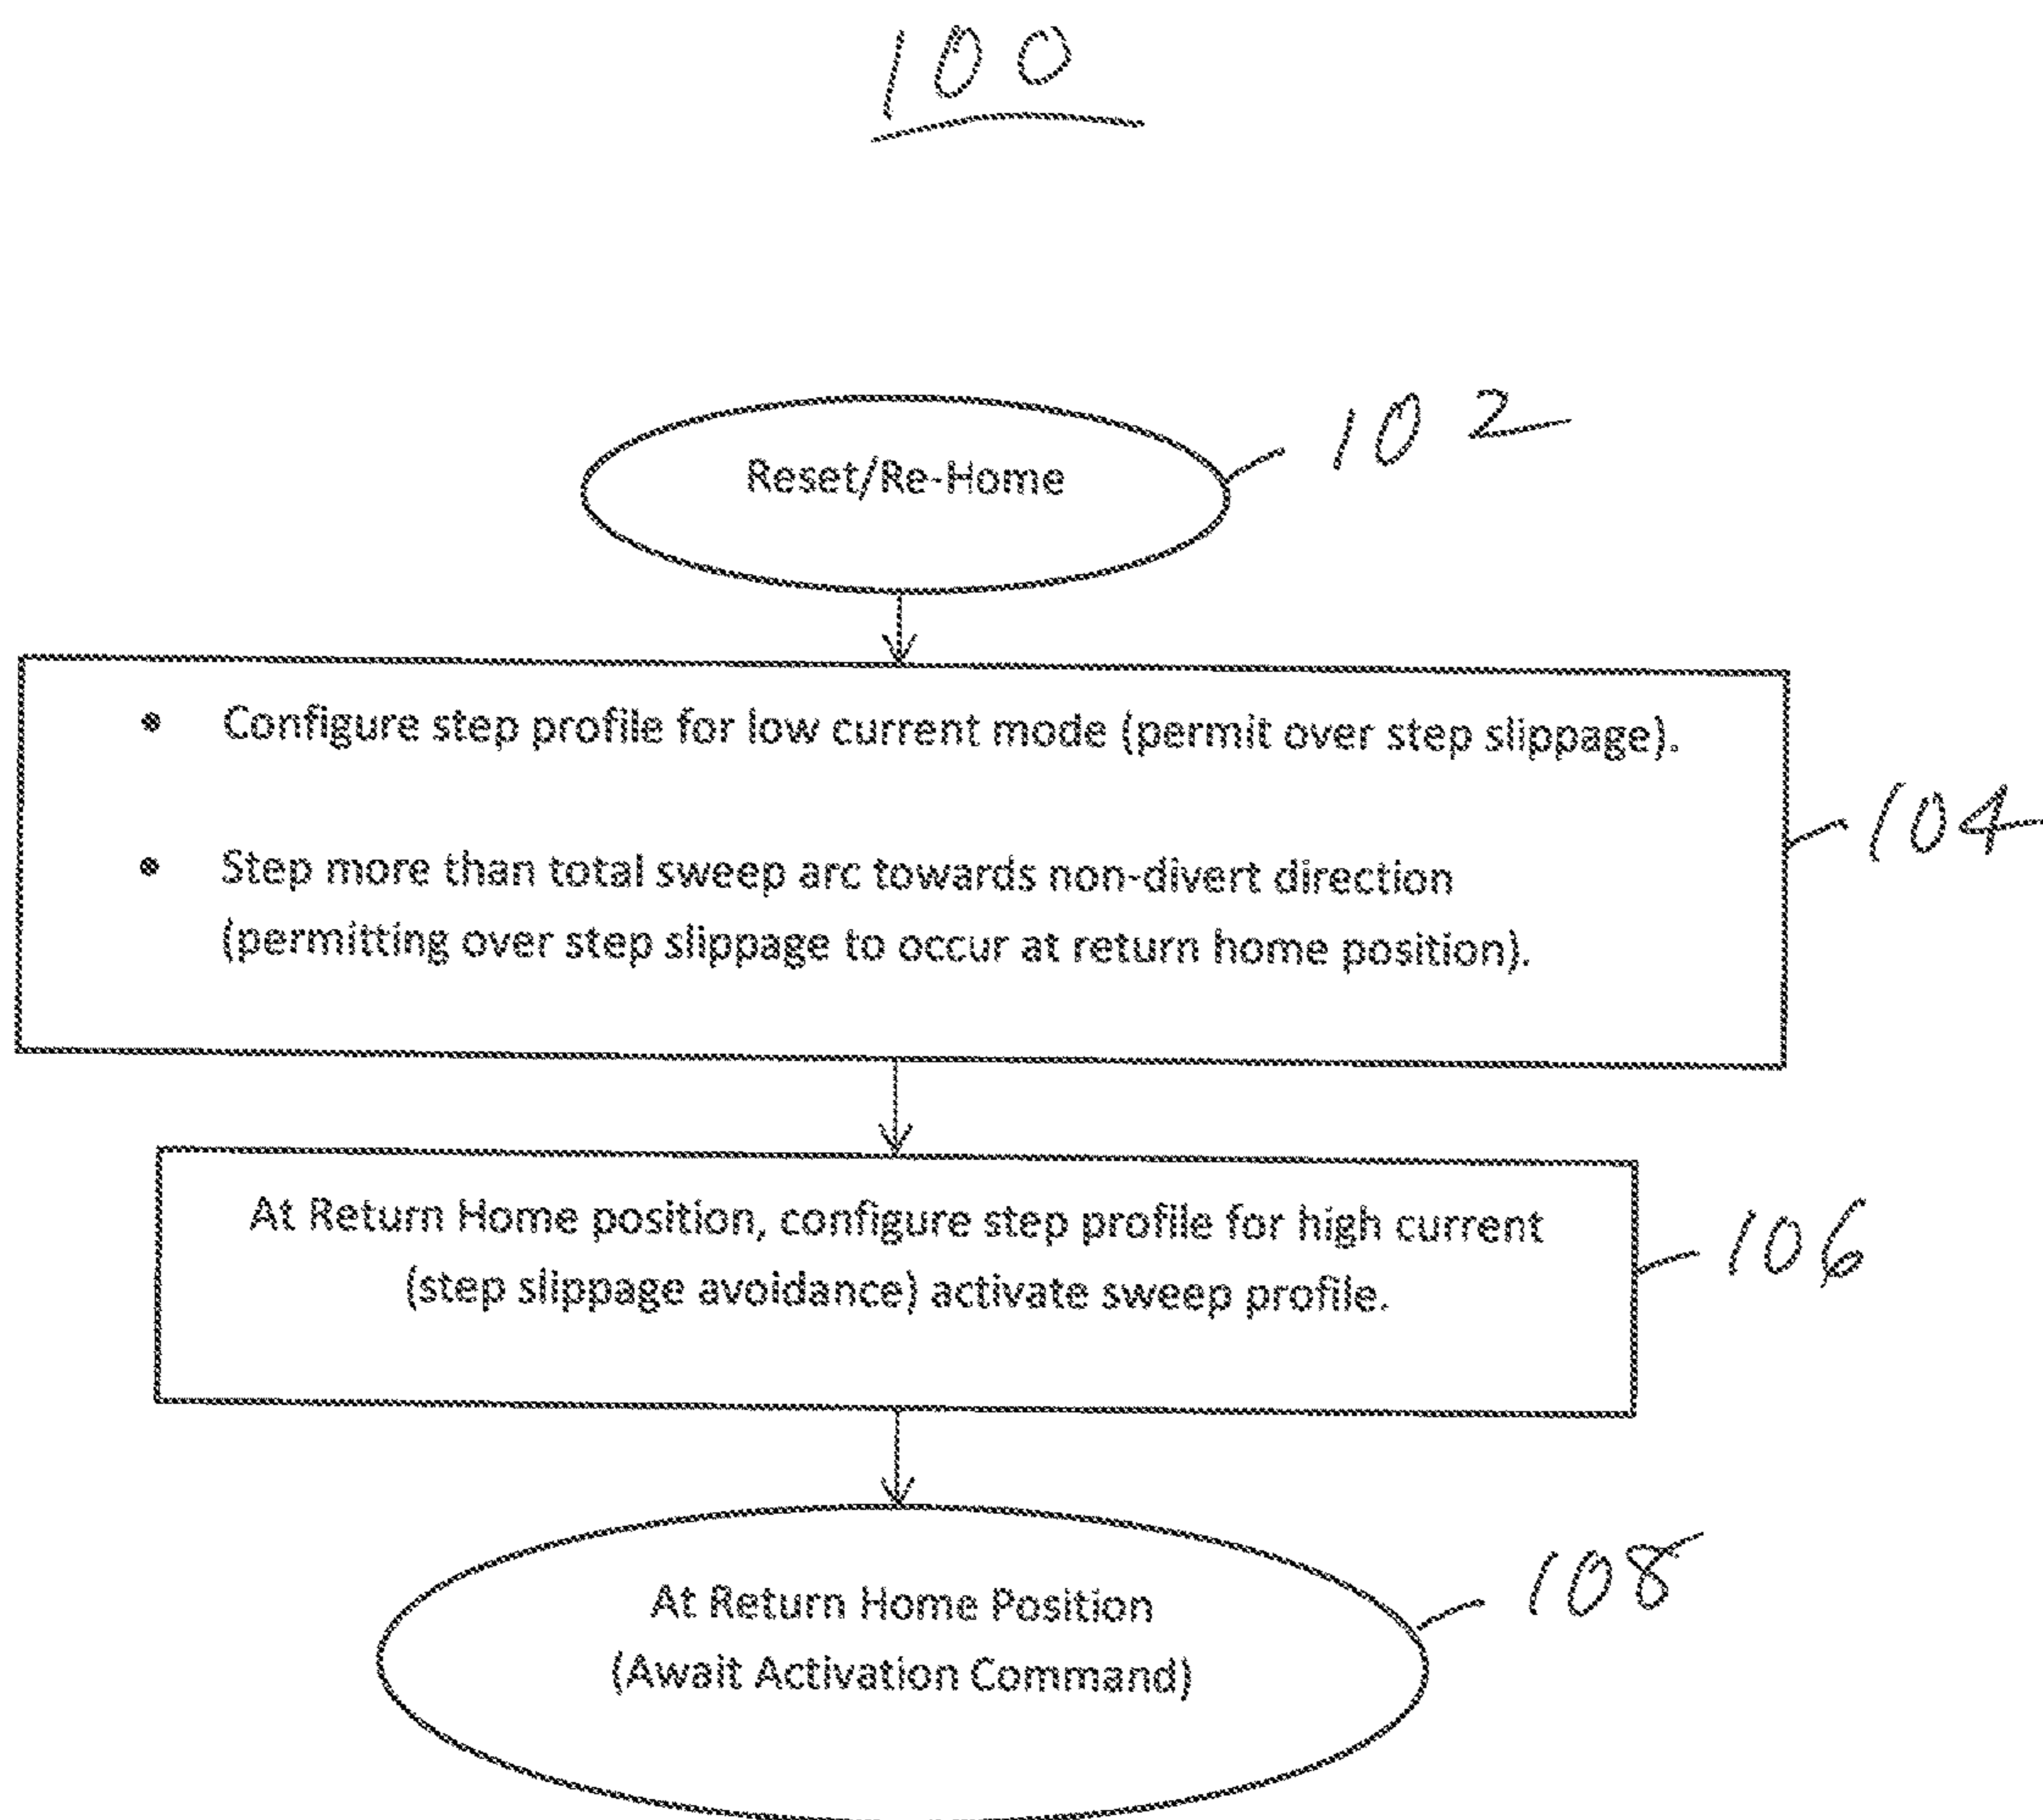 100
Reset/Re-Home
102
• Configure step profile for low current mode (permit over step slippage).
• Step more than total sweep arc towards non-divert direction
(permitting over step slippage to occur at return home position).
104
At Return Home position, configure step profile for high current
(step slippage avoidance) activate sweep profile.
106
At Return Home Position
(Await Activation Command)
108